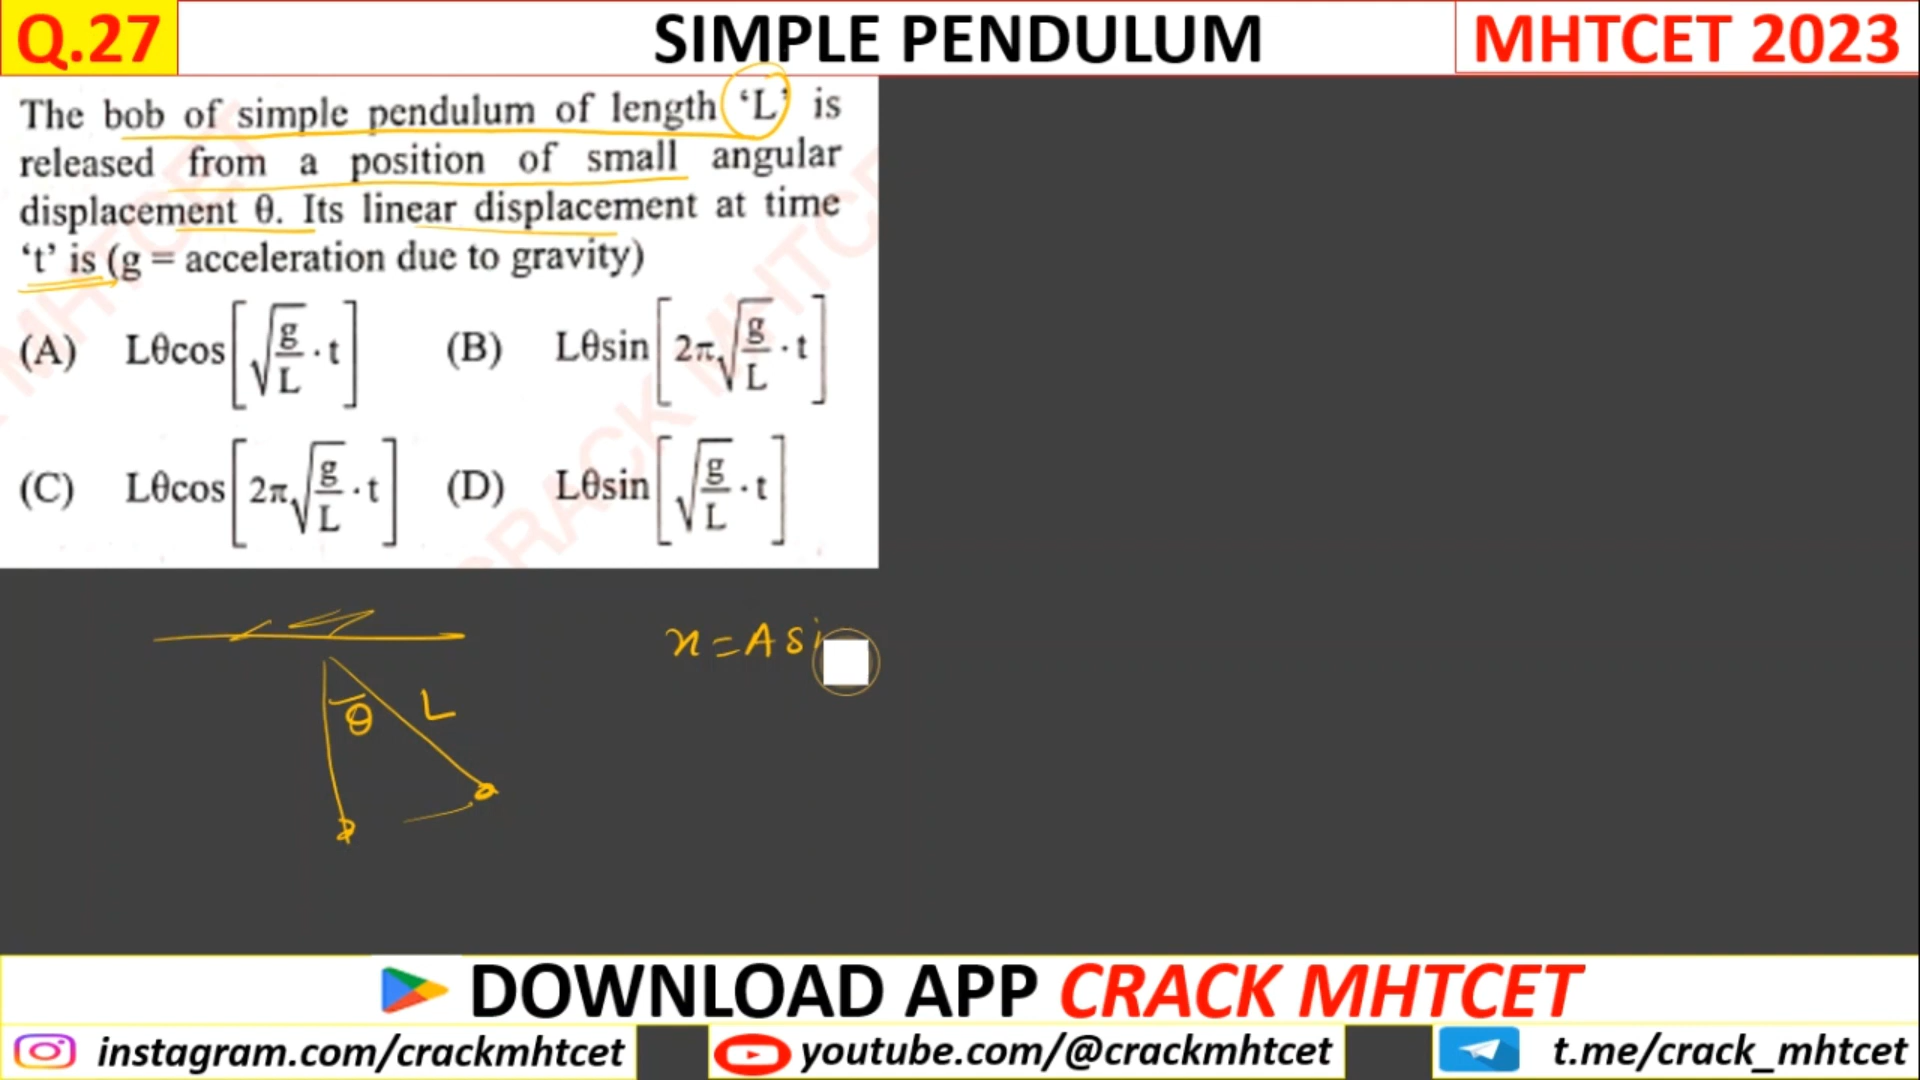 Q.27
SIMPLE PENDULUM
MHTCET 2023
The bob of simple pendulum of length ‘L’ is
released from a position of small angular
displacement θ. Its linear displacement at time
‘t’ is (g = acceleration due to gravity)
(A) Lθcos[√(g/L) · t] (B) Lθsin[2π√(g/L) · t]
(C) Lθcos[2π√(g/L) · t] (D) Lθsin[√(g/L) · t]
x = A si
θ L
DOWNLOAD APP CRACK MHTCET
instagram.com/crackmhtcet
youtube.com/@crackmhtcet
t.me/crack_mhtcet